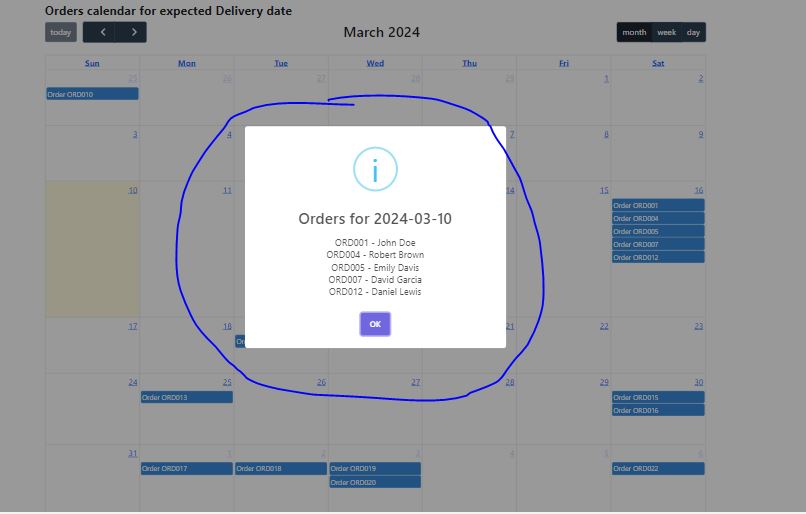 Orders calendar for expected Delivery date
today
March 2024
month week day
Sun Mon Tue Wed Thu Fri Sat
25 26 27 28 29 1 2
Order ORD010
3 4 7 8 9
10 11 14 15 16
Order ORD001
Order ORD004
Order ORD005
Order ORD007
Order ORD012
i
Orders for 2024-03-10
ORD001 - John Doe
ORD004 - Robert Brown
ORD005 - Emily Davis
ORD007 - David Garcia
ORD012 - Daniel Lewis
OK
17 18 21 22 23
24 25 26 27 28 29 30
Order ORD013
Order ORD015
Order ORD016
31 1 2 3 4 5 6
Order ORD017 Order ORD018 Order ORD019 Order ORD022
Order ORD020